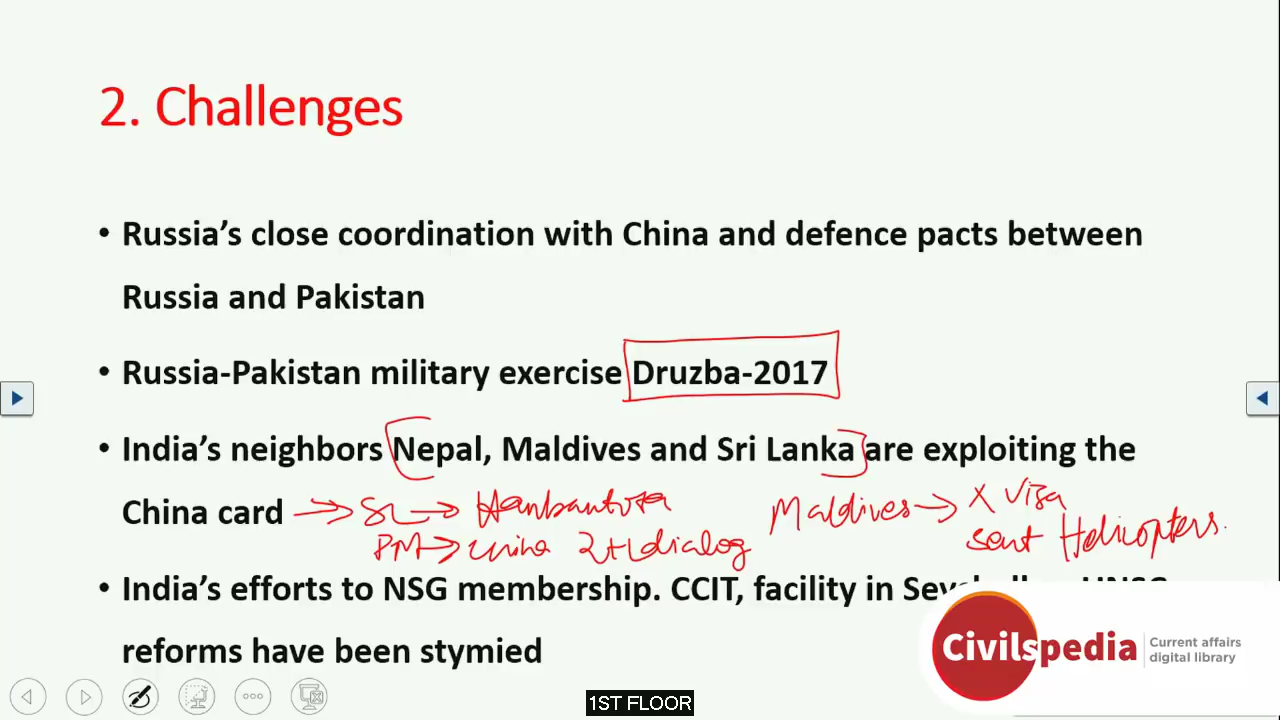 2. Challenges
• Russia’s close coordination with China and defence pacts between
Russia and Pakistan
• Russia-Pakistan military exercise Druzba-2017
• India’s neighbors Nepal, Maldives and Sri Lanka are exploiting the
China card → SL → Hanbantota Maldives → X Visa
PM → China 2+1 dialog sent Helicopters.
• India’s efforts to NSG membership. CCIT, facility in
reforms have been stymied
Civilspedia
Current affairs
digital library
1ST FLOOR